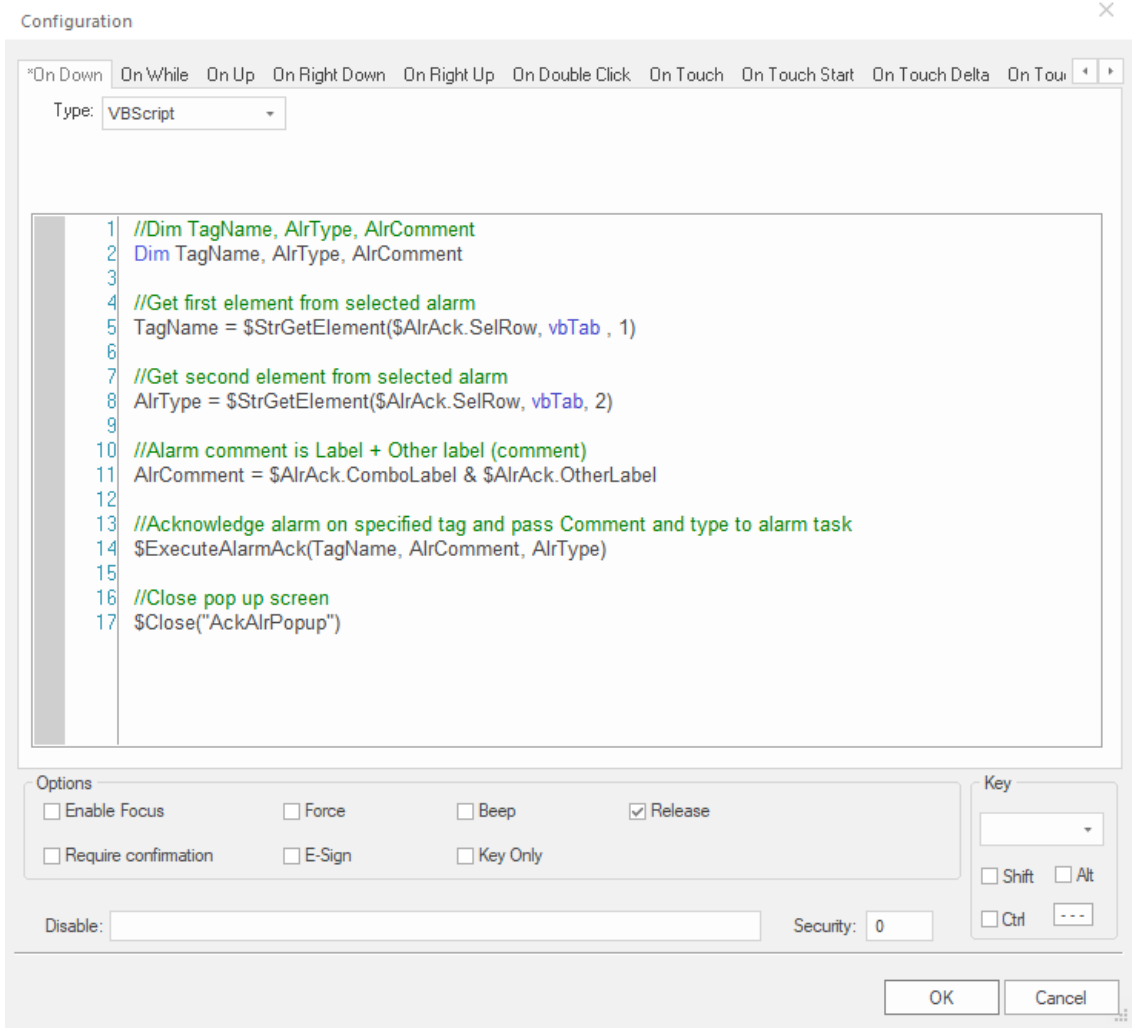 Configuration
*On Down On While On Up On Right Down On Right Up On Double Click On Touch On Touch Start On Touch Delta On Tou
Type: VBScript
1 //Dim TagName, AlrType, AlrComment
2 Dim TagName, AlrType, AlrComment
3
4 //Get first element from selected alarm
5 TagName = $StrGetElement($AlrAck.SelRow, vbTab , 1)
6
7 //Get second element from selected alarm
8 AlrType = $StrGetElement($AlrAck.SelRow, vbTab, 2)
9
10 //Alarm comment is Label + Other label (comment)
11 AlrComment = $AlrAck.ComboLabel & $AlrAck.OtherLabel
12
13 //Acknowledge alarm on specified tag and pass Comment and type to alarm task
14 $ExecuteAlarmAck(TagName, AlrComment, AlrType)
15
16 //Close pop up screen
17 $Close("AckAlrPopup")
Options
Enable Focus Force Beep Release
Require confirmation E-Sign Key Only
Key
Shift Alt
Ctrl ---
Disable: Security: 0
OK Cancel